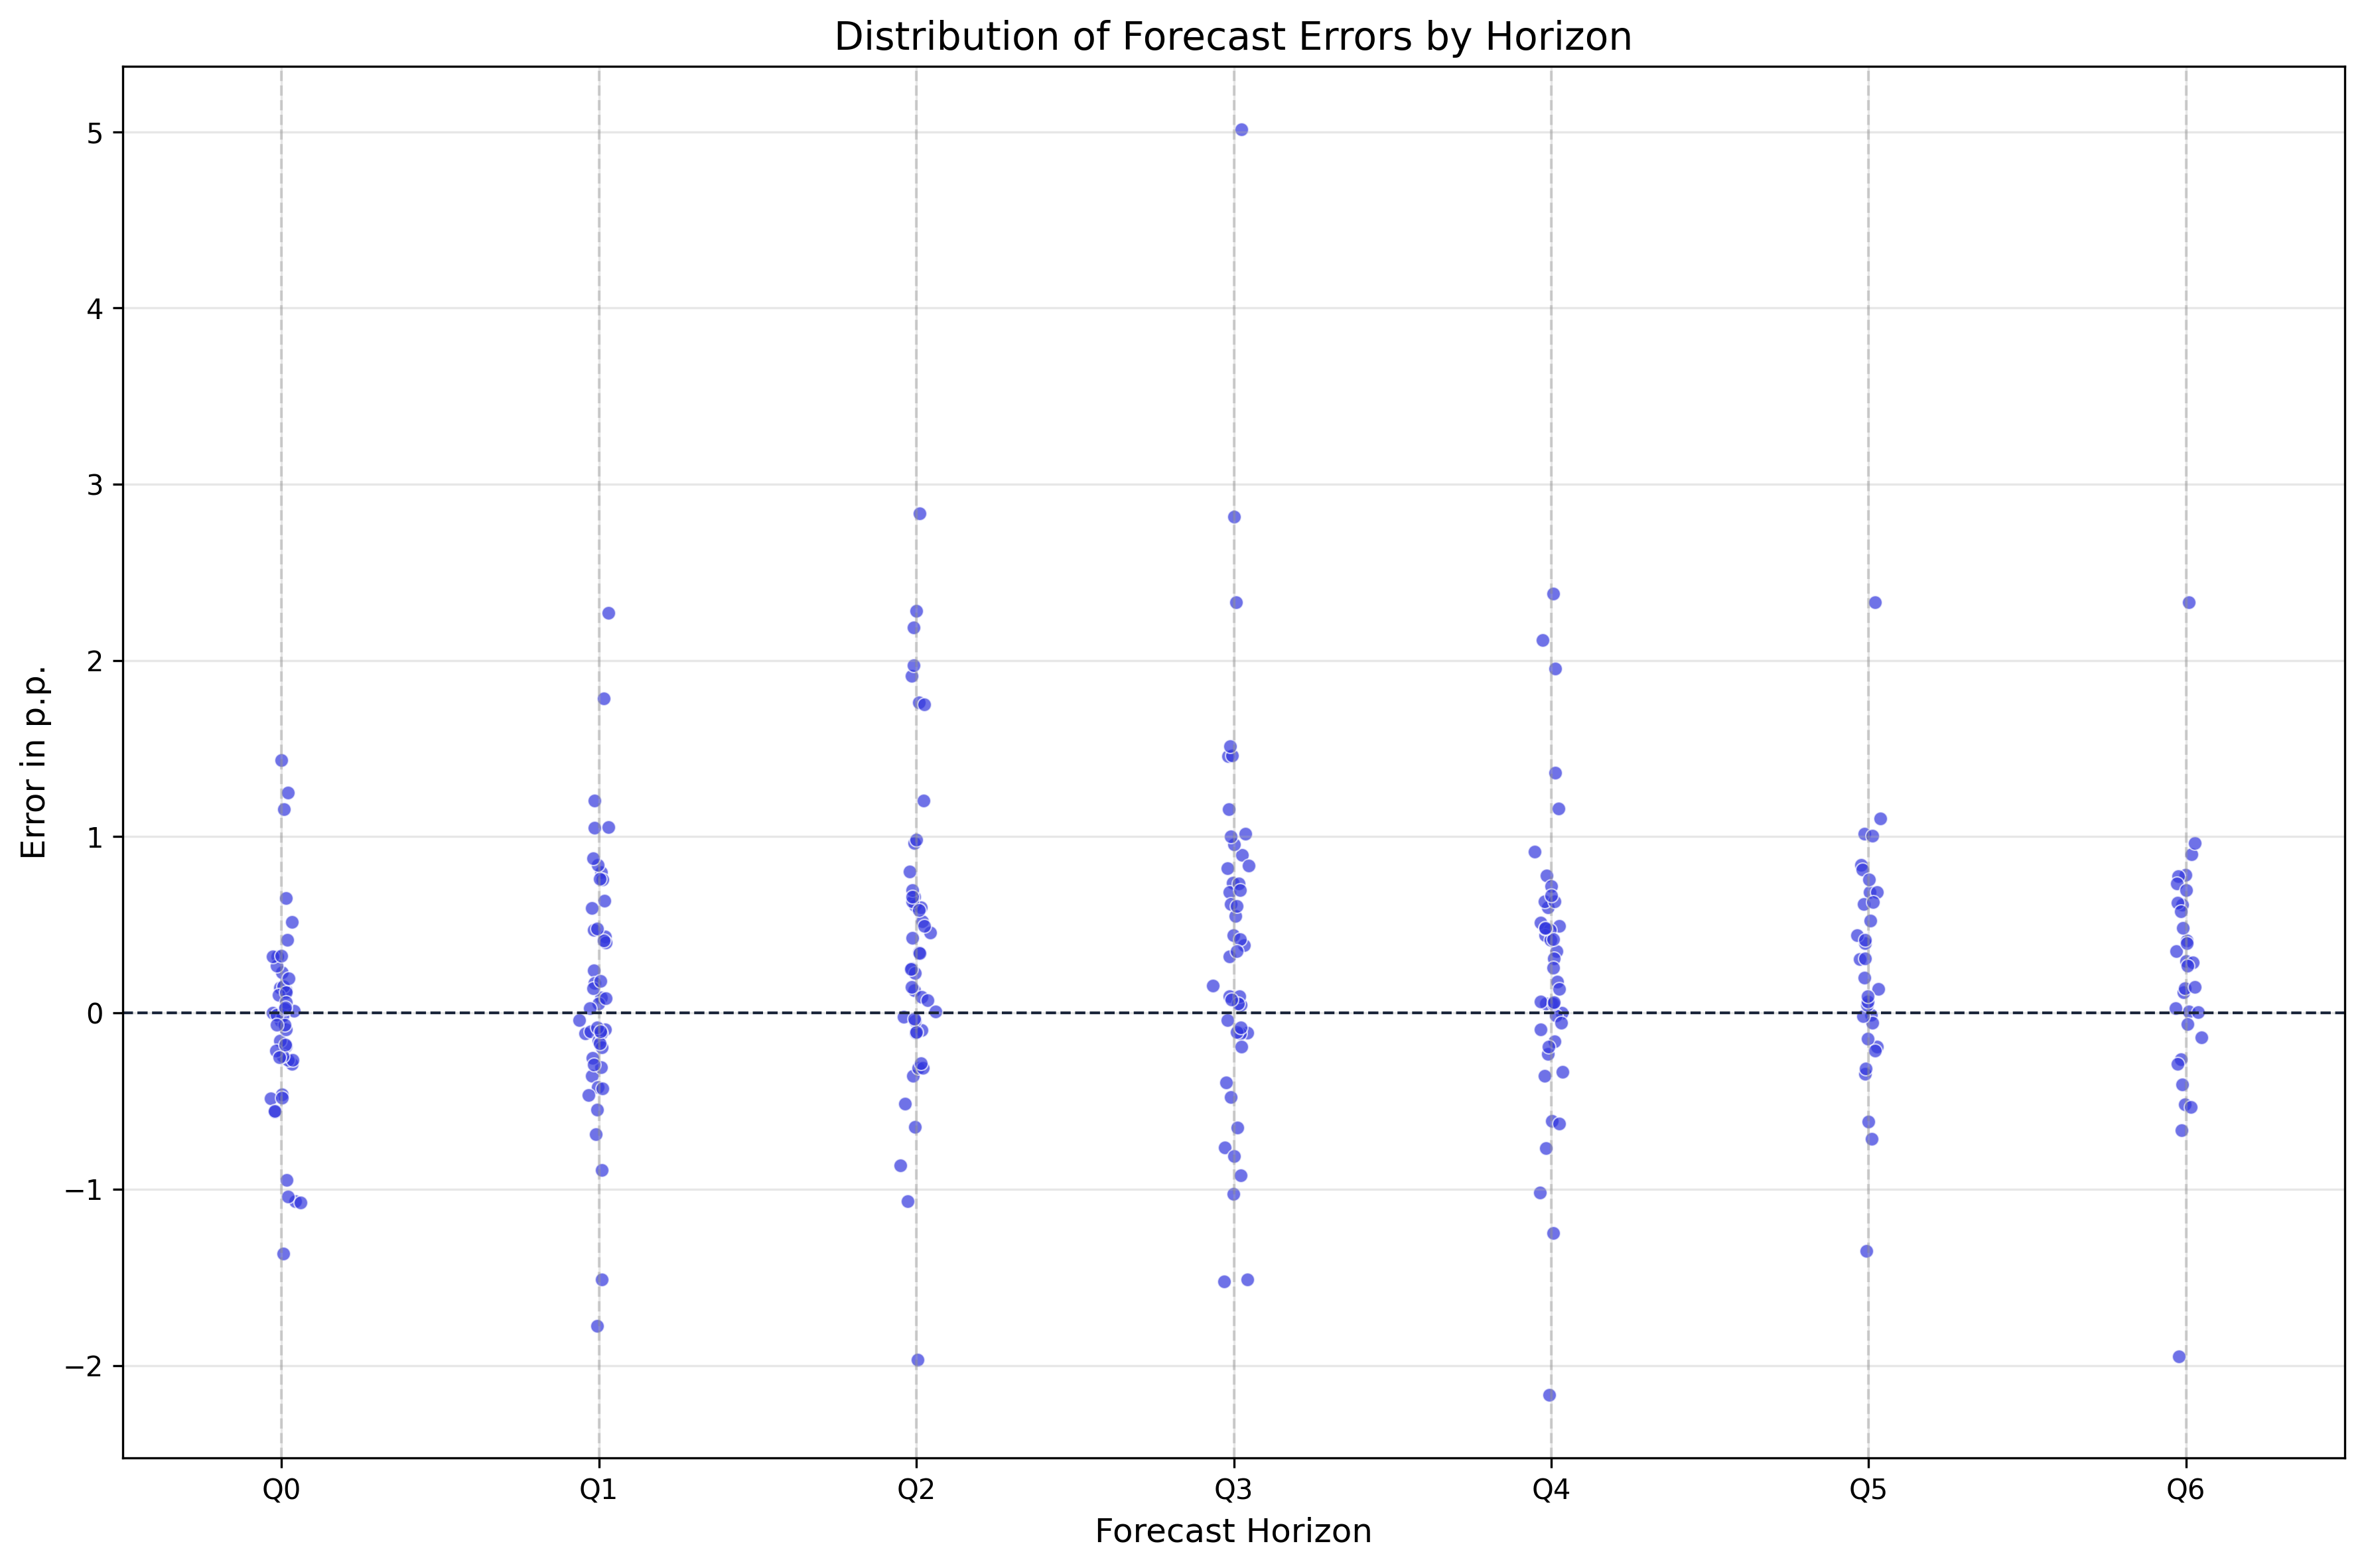 Distribution of Forecast Errors by Horizon
Error in p.p.
5
4
3
2
1
0
−1
−2
Q0 Q1 Q2 Q3 Q4 Q5 Q6
Forecast Horizon